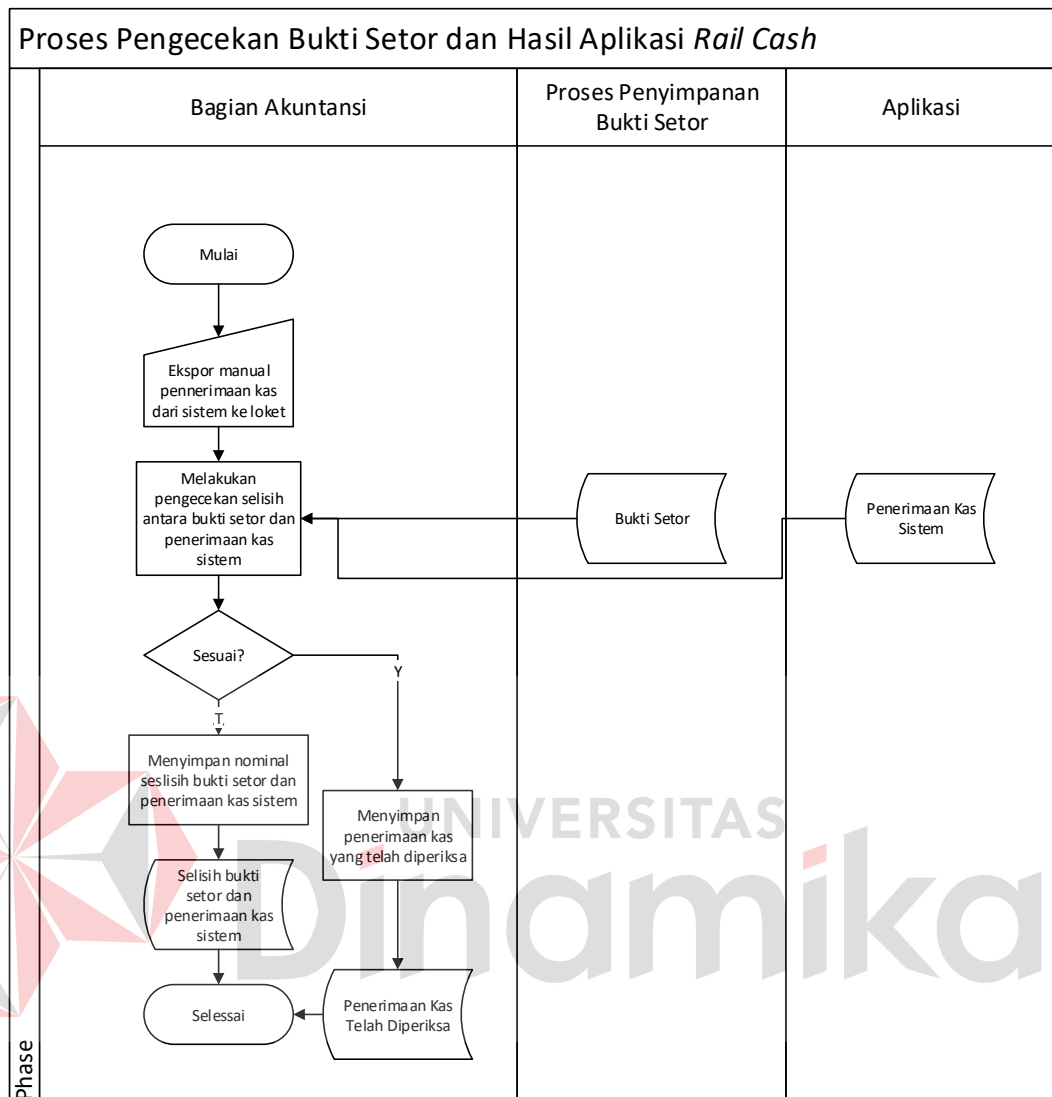 Proses Pengecekan Bukti Setor dan Hasil Aplikasi Rail Cash
Bagian Akuntansi
Proses Penyimpanan
Bukti Setor
Aplikasi
Mulai
Ekspor manual
pennerimaan kas
dari sistem ke loket
Melakukan
pengecekan selisih
antara bukti setor dan
penerimaan kas
sistem
Bukti Setor
Penerimaan Kas
Sistem
Sesuai?
Y
T
Menyimpan nominal
seslisih bukti setor dan
penerimaan kas sistem
Menyimpan
penerimaan kas
yang telah diperiksa
Selisih bukti
setor dan
penerimaan kas
sistem
Selessai
Penerimaan Kas
Telah Diperiksa
Phase
UNIVERSITAS
Dinamika